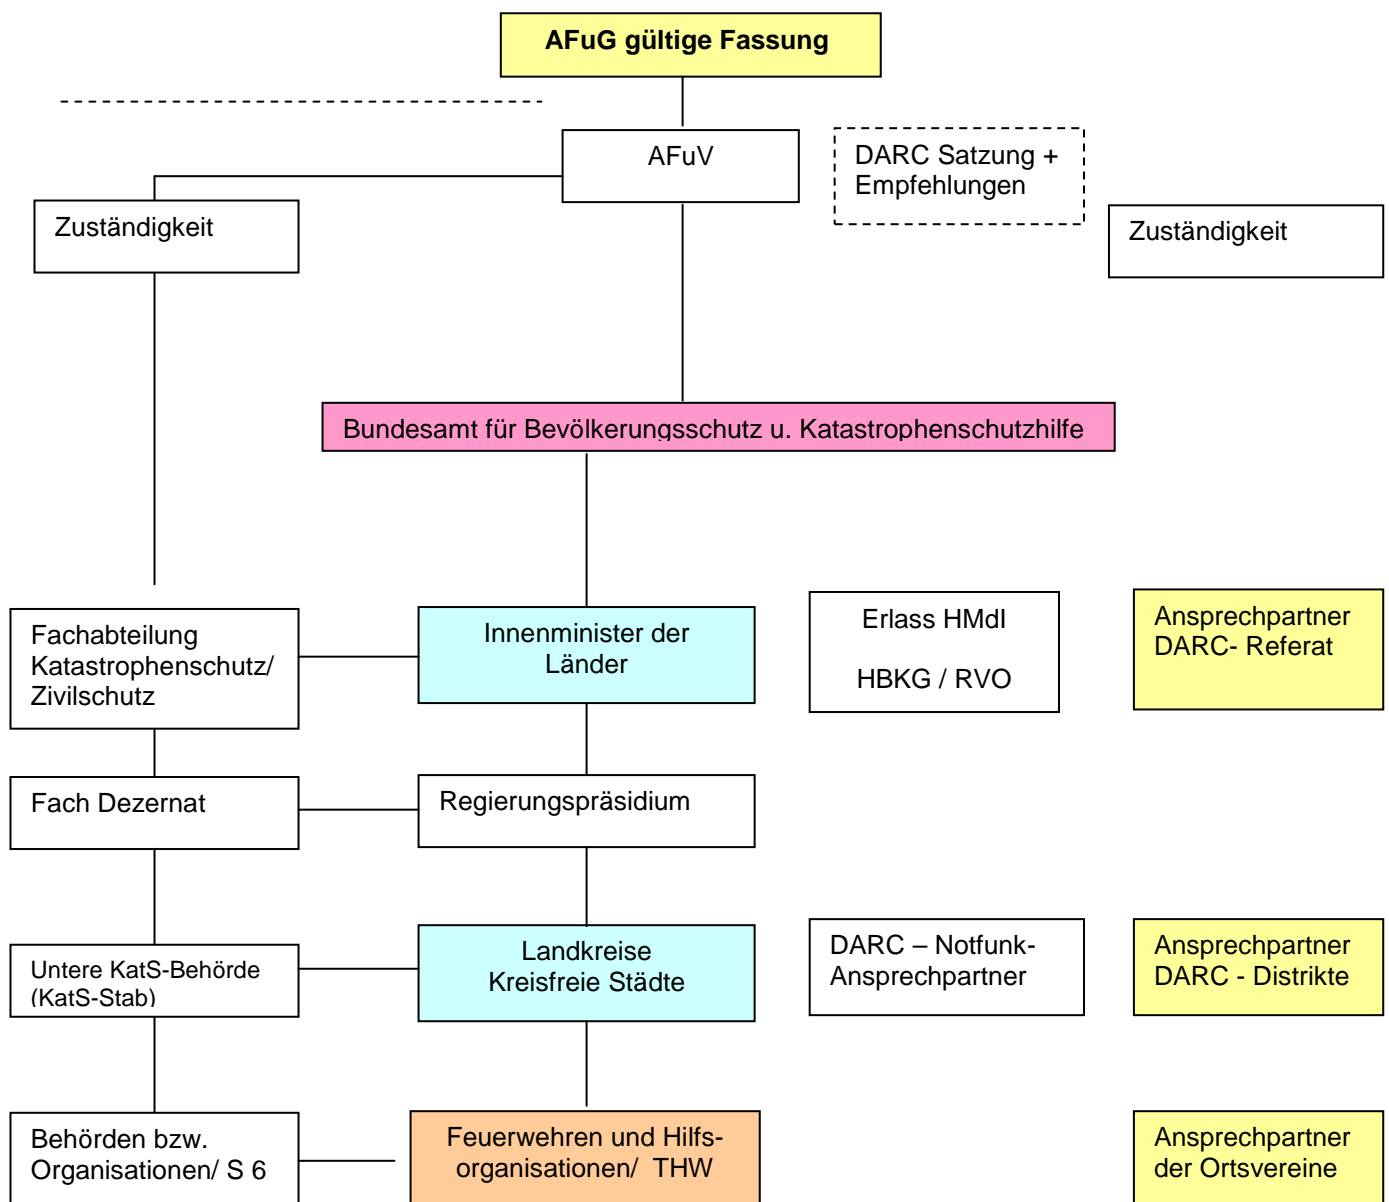 AFuG gültige Fassung
AFuV
DARC Satzung +
Empfehlungen
Zuständigkeit
Zuständigkeit
Bundesamt für Bevölkerungsschutz u. Katastrophenschutzhilfe
Fachabteilung
Katastrophenschutz/
Zivilschutz
Innenminister der
Länder
Erlass HMdI
HBKG / RVO
Ansprechpartner
DARC- Referat
Fach Dezernat
Regierungspräsidium
Untere KatS-Behörde
(KatS-Stab)
Landkreise
Kreisfreie Städte
DARC – Notfunk-
Ansprechpartner
Ansprechpartner
DARC - Distrikte
Behörden bzw.
Organisationen/ S 6
Feuerwehren und Hilfs-
organisationen/ THW
Ansprechpartner
der Ortsvereine